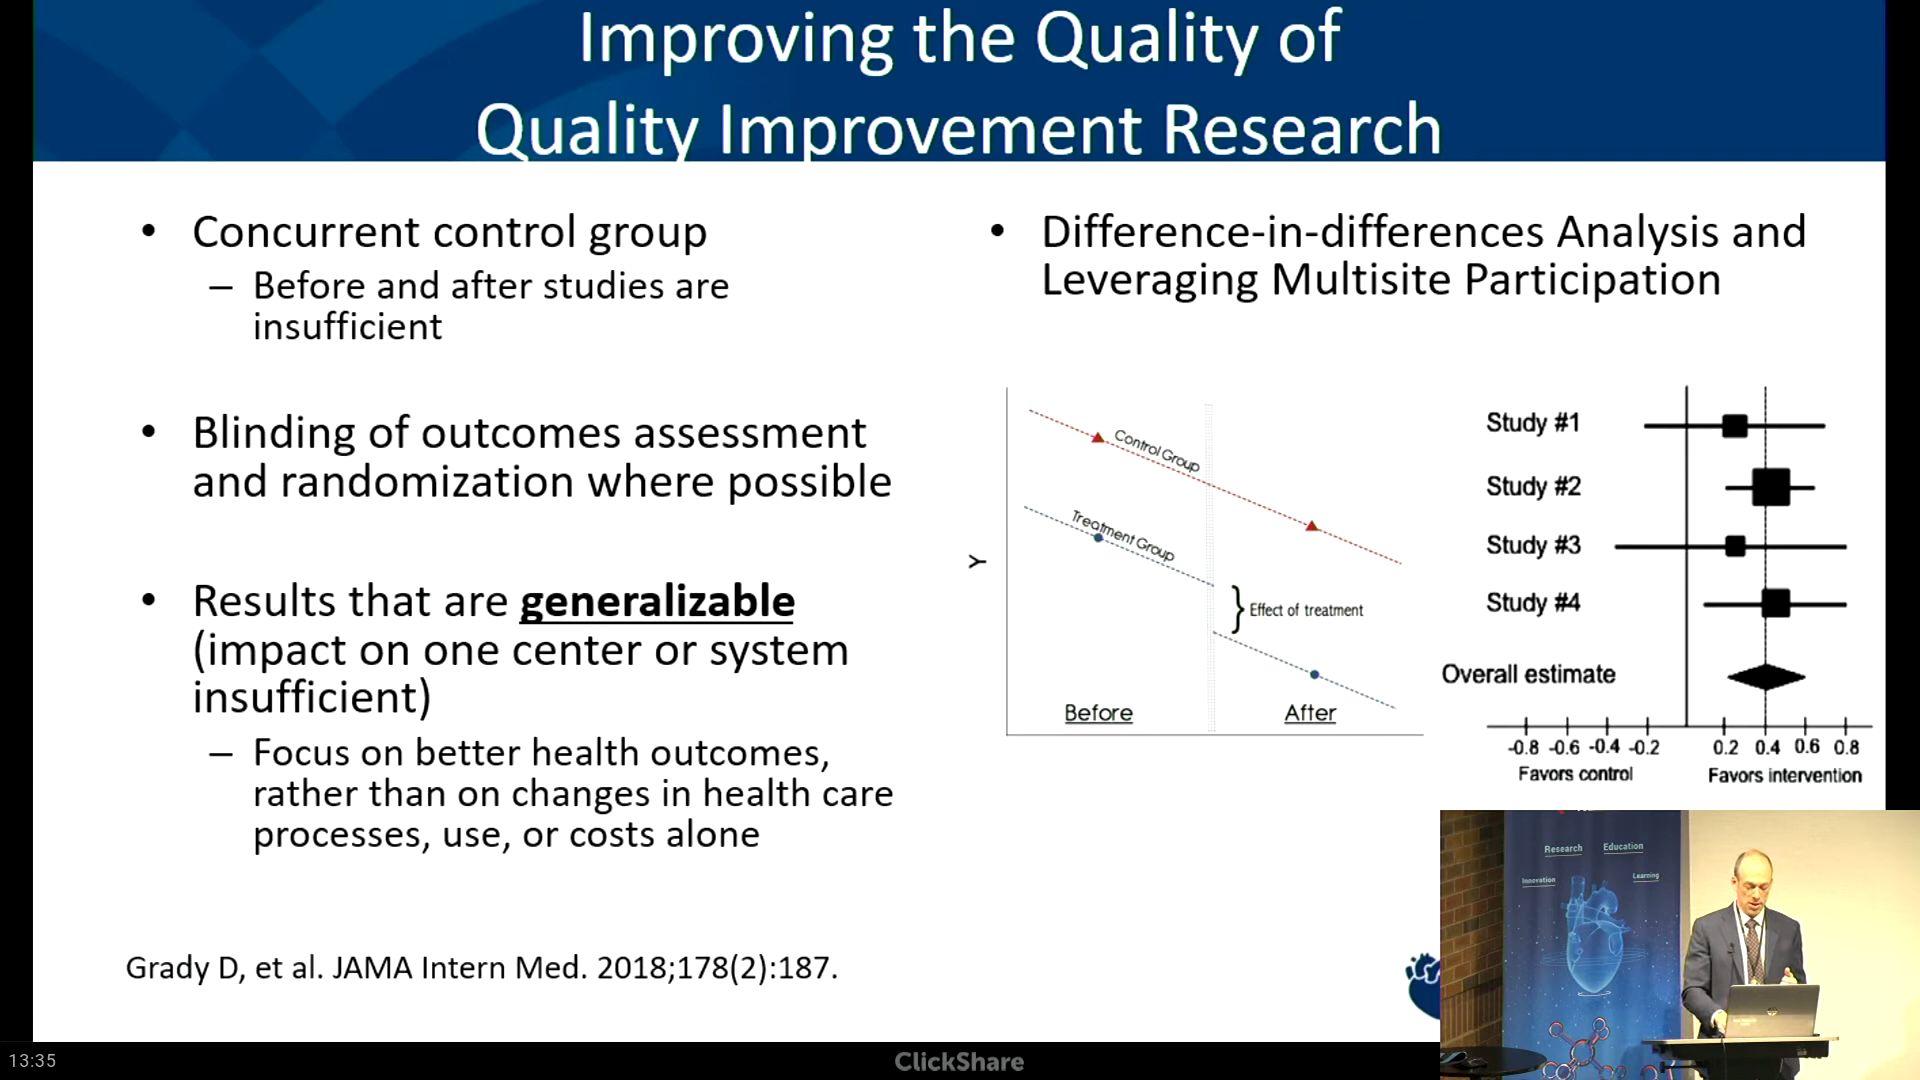 Improving the Quality of
Quality Improvement Research
• Concurrent control group
– Before and after studies are
insufficient
• Blinding of outcomes assessment
and randomization where possible
• Results that are generalizable
(impact on one center or system
insufficient)
– Focus on better health outcomes,
rather than on changes in health care
processes, use, or costs alone
Grady D, et al. JAMA Intern Med. 2018;178(2):187.
• Difference-in-differences Analysis and
Leveraging Multisite Participation
Control Group
Treatment Group
Y
Effect of treatment
Before After
Study #1
Study #2
Study #3
Study #4
Overall estimate
-0.8 -0.6 -0.4 -0.2 0.2 0.4 0.6 0.8
Favors control Favors intervention
Research Education
Innovation Learning
13:35
ClickShare